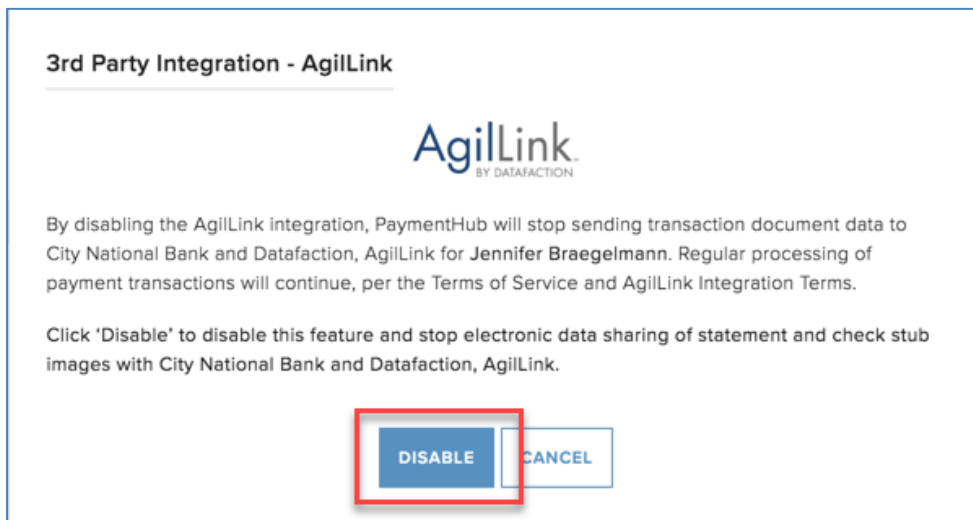 3rd Party Integration - AgilLink
AgilLink™
BY DATAFACTION
By disabling the AgilLink integration, PaymentHub will stop sending transaction document data to
City National Bank and Datafaction, AgilLink for Jennifer Braegelmann. Regular processing of
payment transactions will continue, per the Terms of Service and AgilLink Integration Terms.
Click ‘Disable’ to disable this feature and stop electronic data sharing of statement and check stub
images with City National Bank and Datafaction, AgilLink.
DISABLE CANCEL